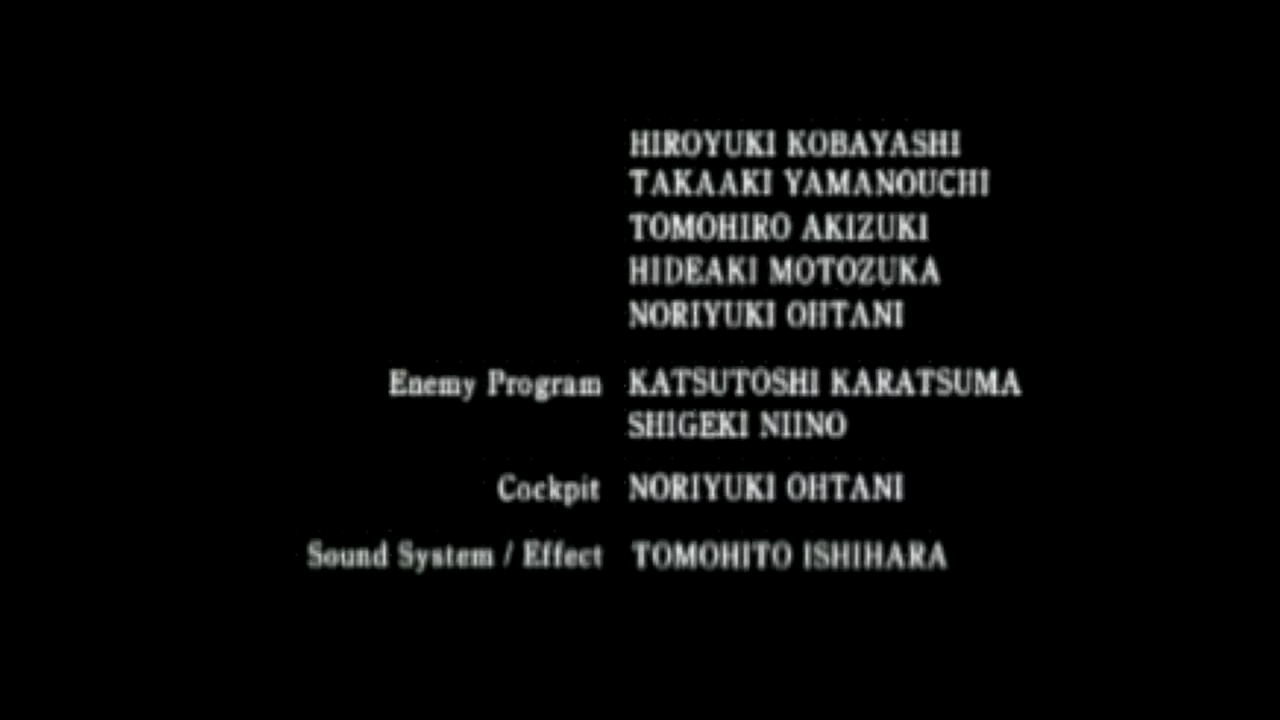 HIROYUKI KOBAYASHI
TAKAAKI YAMANOUCHI
TOMOHIRO AKIZUKI
HIDEAKI MOTOZUKA
NORIYUKI OHTANI
Enemy Program KATSUTOSHI KARATSUMA
SHIGEKI NIINO
Cockpit NORIYUKI OHTANI
Sound System / Effect TOMOHITO ISHIHARA